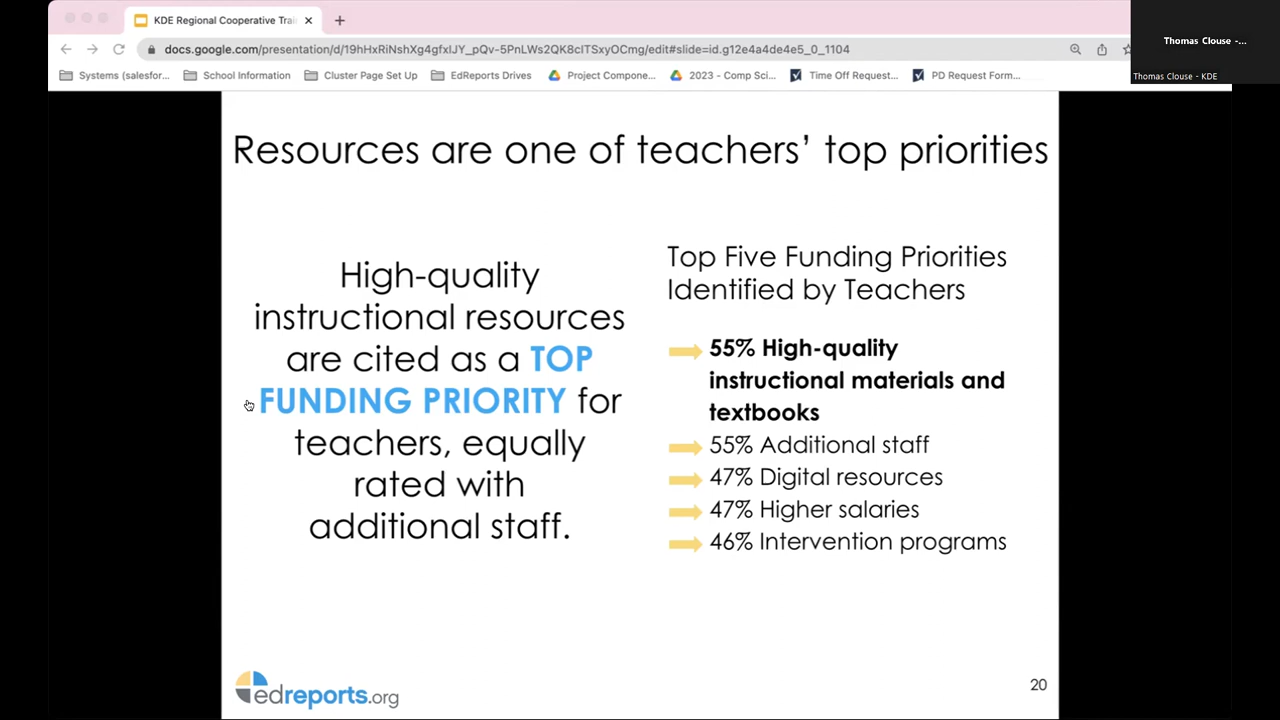 KDE Regional Cooperative Trai
docs.google.com/presentation/d/19hHxRiNshXg4gfxIJY_pQv-5PnLWs2QK8cITSxyOCmg/edit#slide=id.g12e4a4de4e5_0_1104
Systems (salesfor...
School Information
Cluster Page Set Up
EdReports Drives
Project Compone...
2023 - Comp Sci...
Time Off Request...
PD Request Form...
Thomas Clouse -...
Thomas Clouse - KDE
Resources are one of teachers’ top priorities
High-quality
instructional resources
are cited as a TOP
FUNDING PRIORITY for
teachers, equally
rated with
additional staff.
Top Five Funding Priorities
Identified by Teachers
55% High-quality
instructional materials and
textbooks
55% Additional staff
47% Digital resources
47% Higher salaries
46% Intervention programs
edreports.org
20